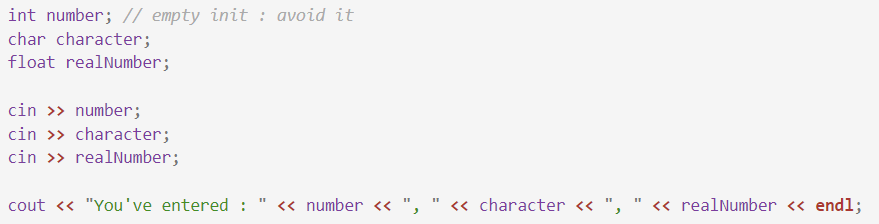 int number; // empty init : avoid it
char character;
float realNumber;
cin >> number;
cin >> character;
cin >> realNumber;
cout << "You've entered : " << number << ", " << character << ", " << realNumber << endl;